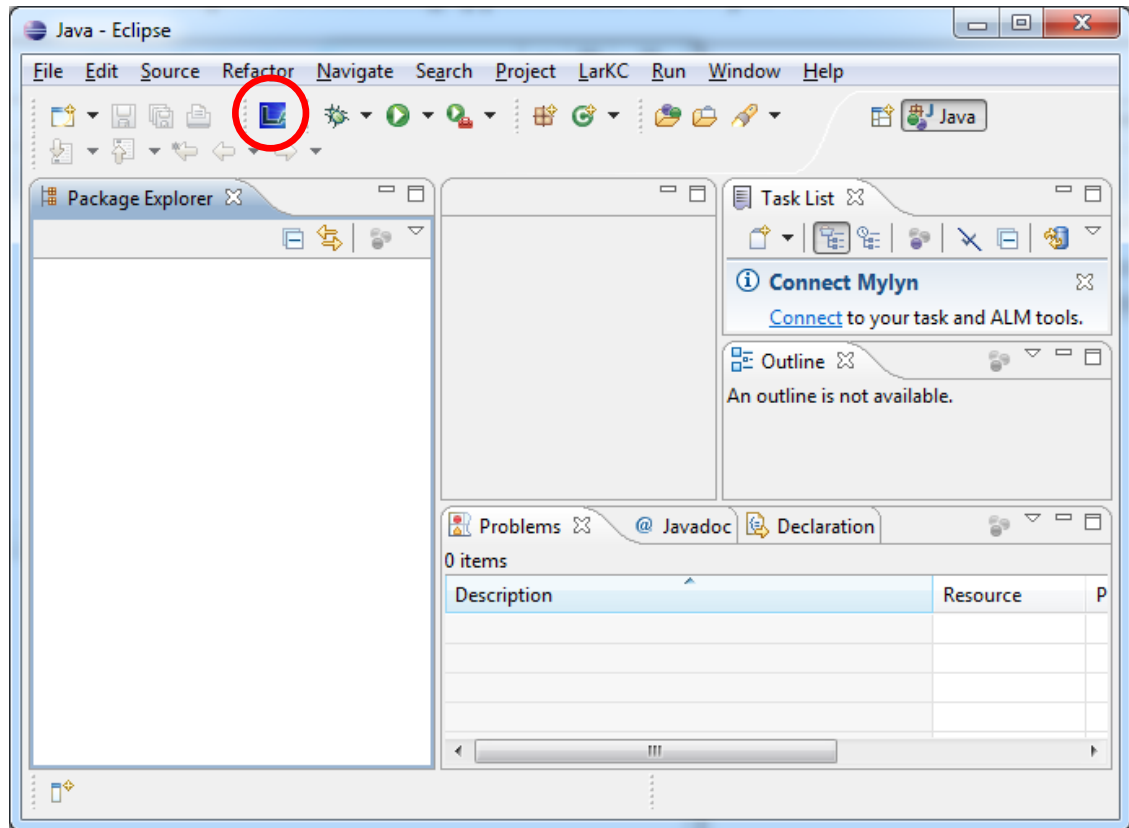 Java - Eclipse
File Edit Source Refactor Navigate Search Project LarKC Run Window Help
Java
Package Explorer
Task List
Connect Mylyn
Connect to your task and ALM tools.
Outline
An outline is not available.
Problems @ Javadoc Declaration
0 items
Description Resource P